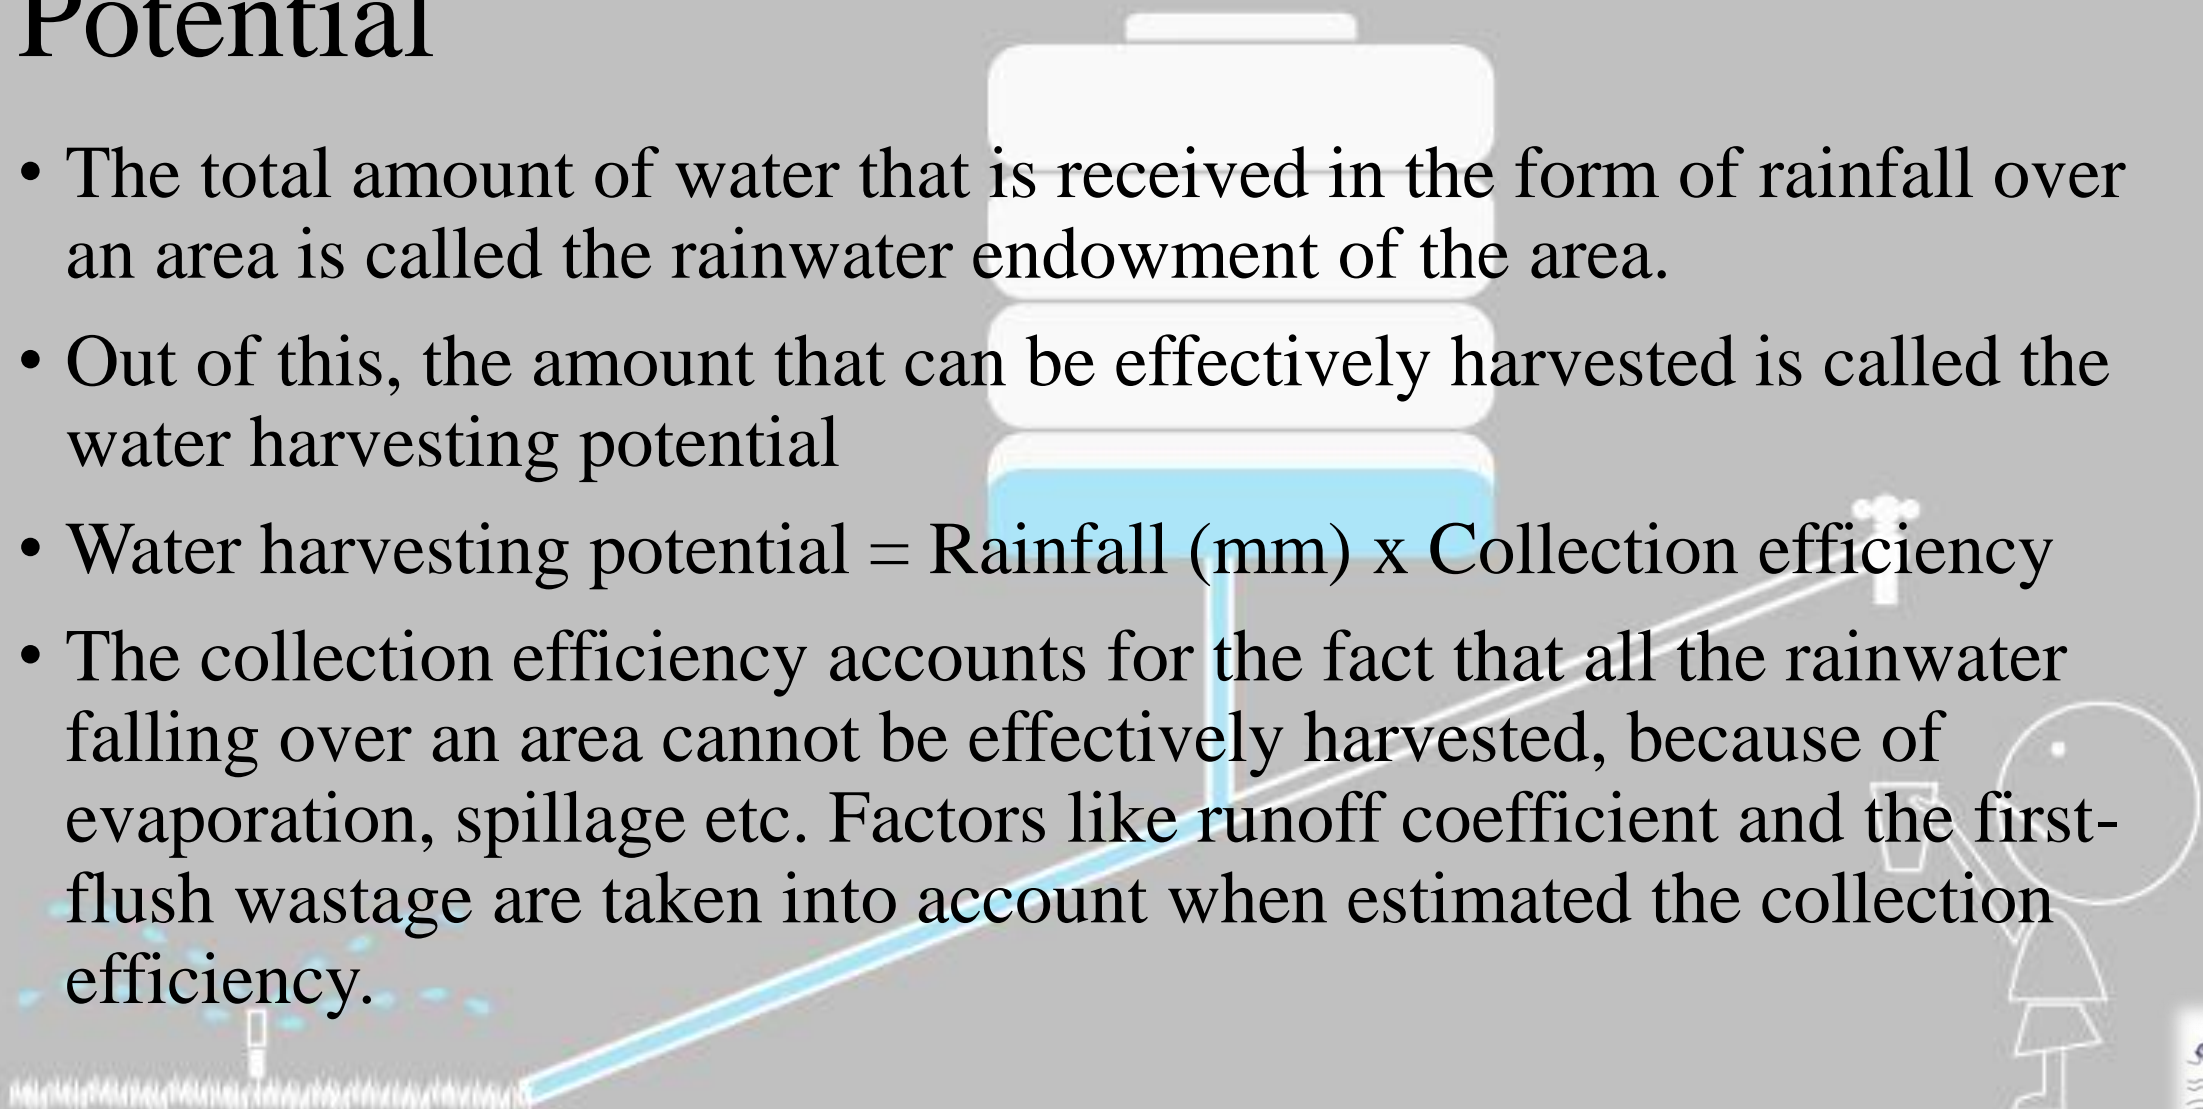 Potential
• The total amount of water that is received in the form of rainfall over
an area is called the rainwater endowment of the area.
• Out of this, the amount that can be effectively harvested is called the
water harvesting potential
• Water harvesting potential = Rainfall (mm) x Collection efficiency
• The collection efficiency accounts for the fact that all the rainwater
falling over an area cannot be effectively harvested, because of
evaporation, spillage etc. Factors like runoff coefficient and the first-
flush wastage are taken into account when estimated the collection
efficiency.